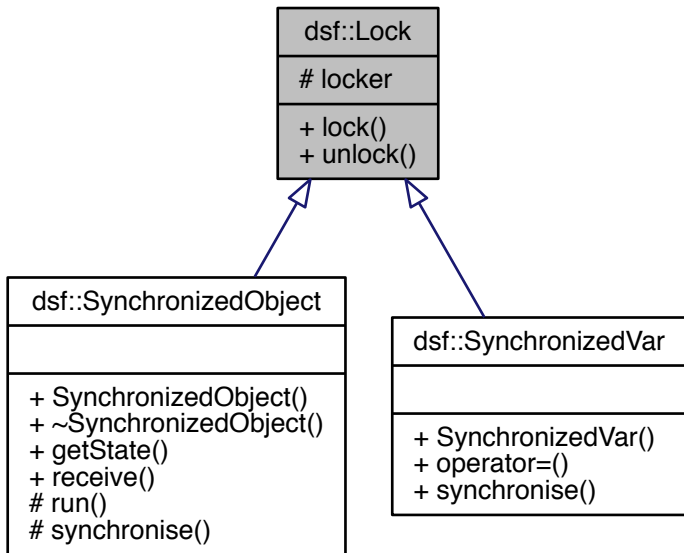 dsf::Lock
# locker
+ lock()
+ unlock()
dsf::SynchronizedObject
+ SynchronizedObject()
+ ~SynchronizedObject()
+ getState()
+ receive()
# run()
# synchronise()
dsf::SynchronizedVar
+ SynchronizedVar()
+ operator=()
+ synchronise()